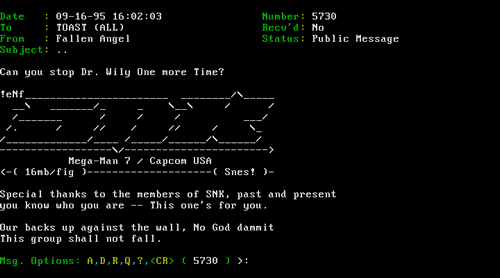 Date   : 09-16-95 16:02:03                    Number: 5730
To     : TOAST (ALL)                          Recv'd: No
From   : Fallen Angel                         Status: Public Message
Subject: ..
Can you stop Dr. Wily One more Time?
!eNf
Mega-Man 7 / Capcom USA
<-( 16mb/fig )---------------------( Snes! )-
Special thanks to the members of SNK, past and present
you know who you are -- This one's for you.
Our backs up against the wall, No God dammit
This group shall not fall.
Msg. Options: A,D,R,Q,?,<CR> ( 5730 ) >: